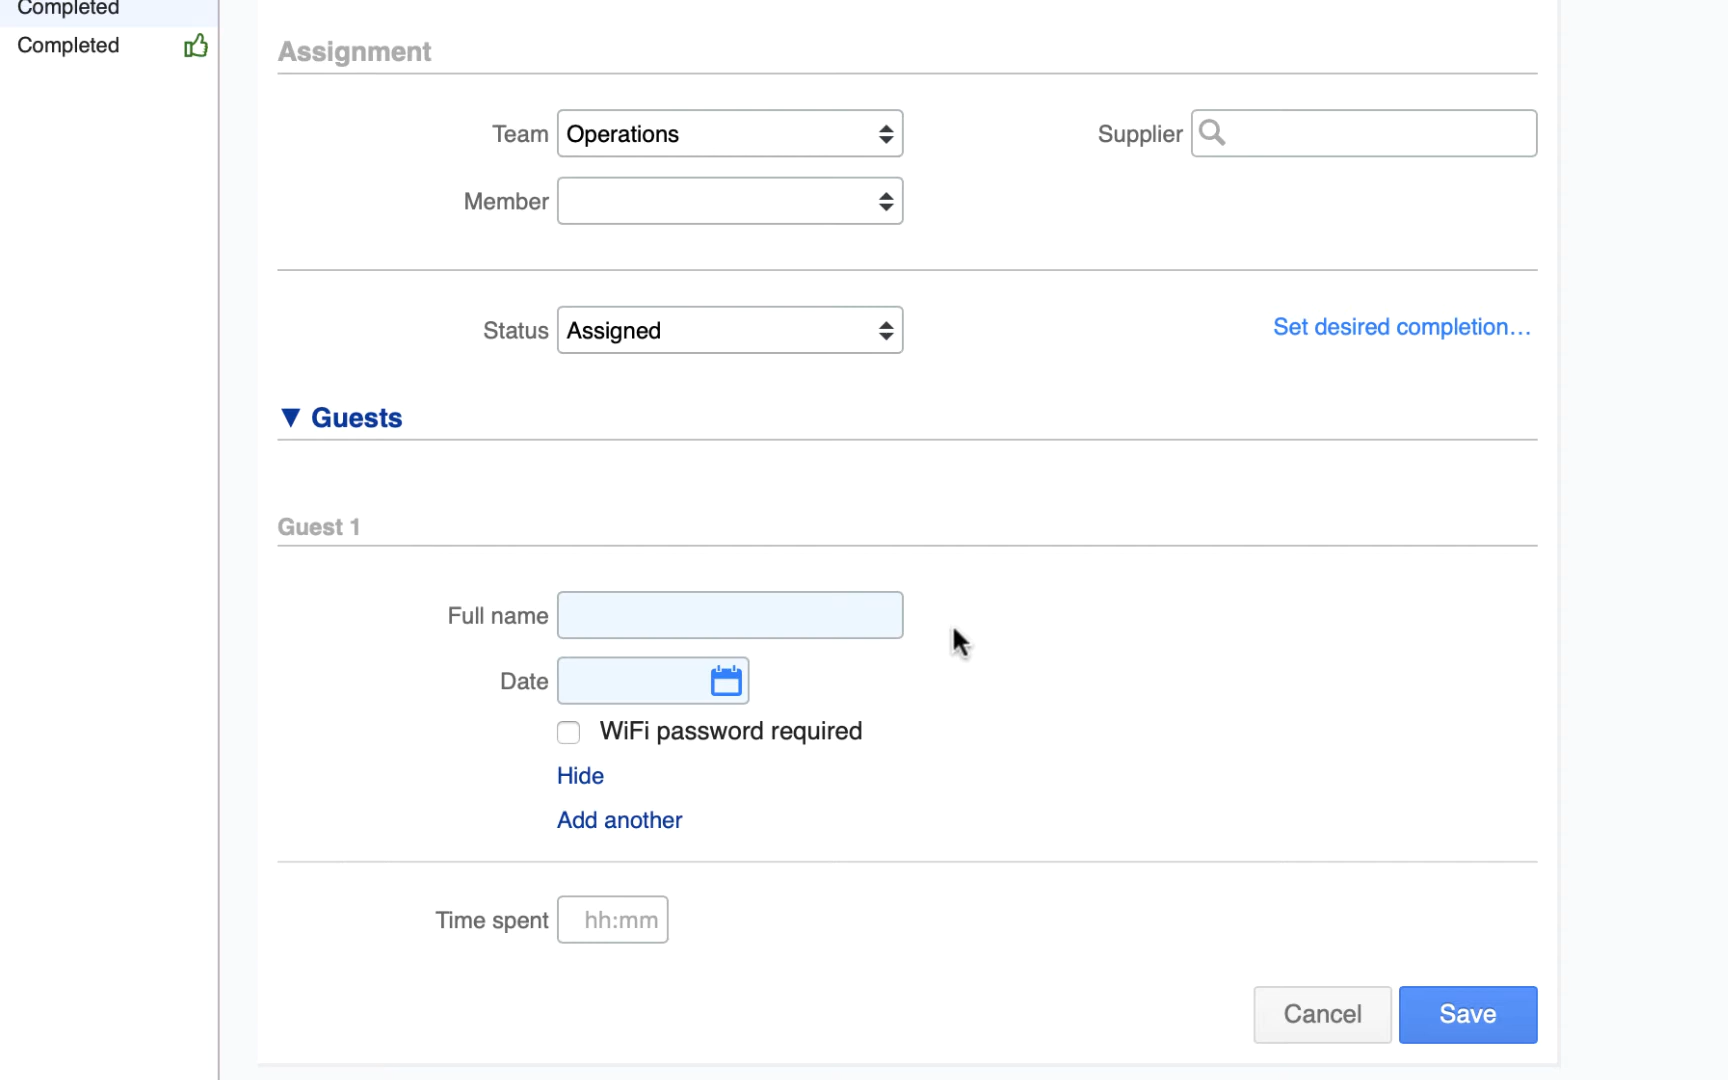 Completed
Completed
Assignment
Team Operations
Supplier
Member
Status Assigned
Set desired completion…
▼ Guests
Guest 1
Full name
Date
WiFi password required
Hide
Add another
Time spent hh:mm
Cancel
Save